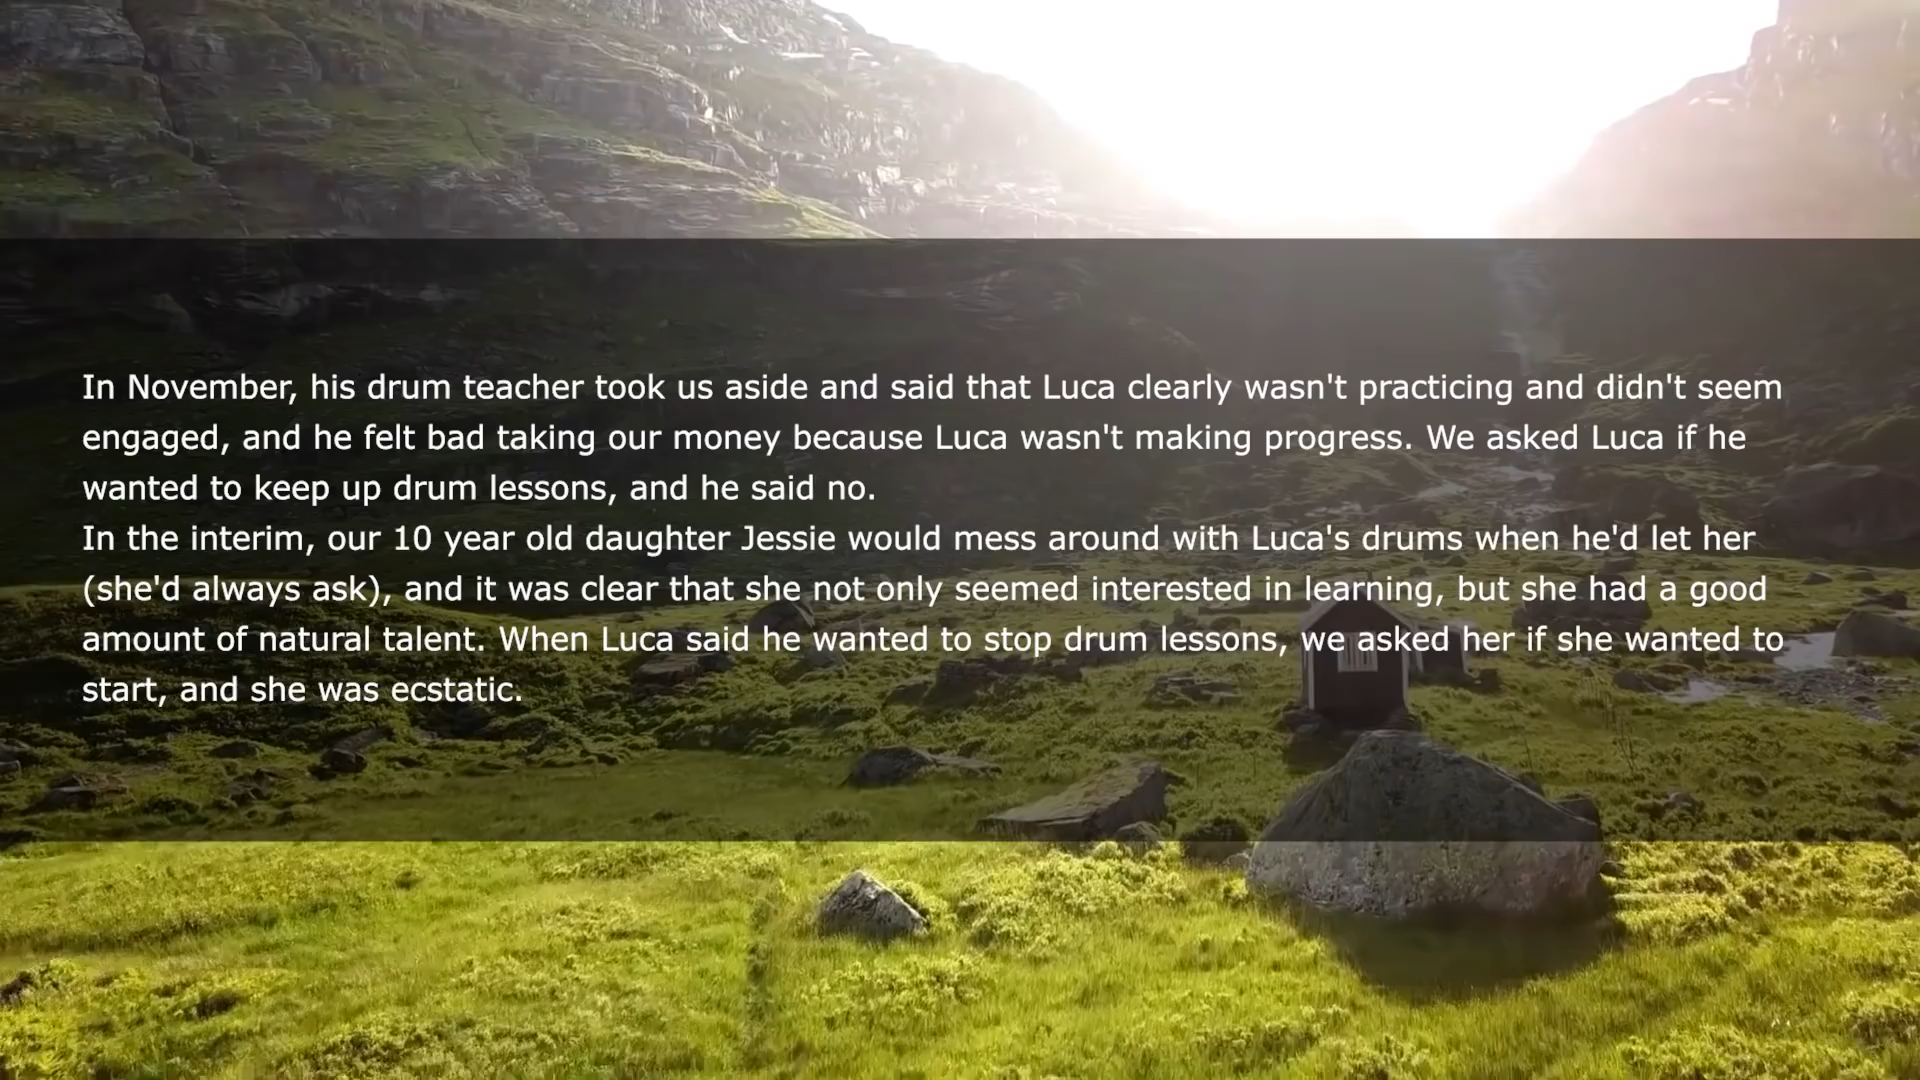 In November, his drum teacher took us aside and said that Luca clearly wasn't practicing and didn't seem
engaged, and he felt bad taking our money because Luca wasn't making progress. We asked Luca if he
wanted to keep up drum lessons, and he said no.
In the interim, our 10 year old daughter Jessie would mess around with Luca's drums when he'd let her
(she'd always ask), and it was clear that she not only seemed interested in learning, but she had a good
amount of natural talent. When Luca said he wanted to stop drum lessons, we asked her if she wanted to
start, and she was ecstatic.